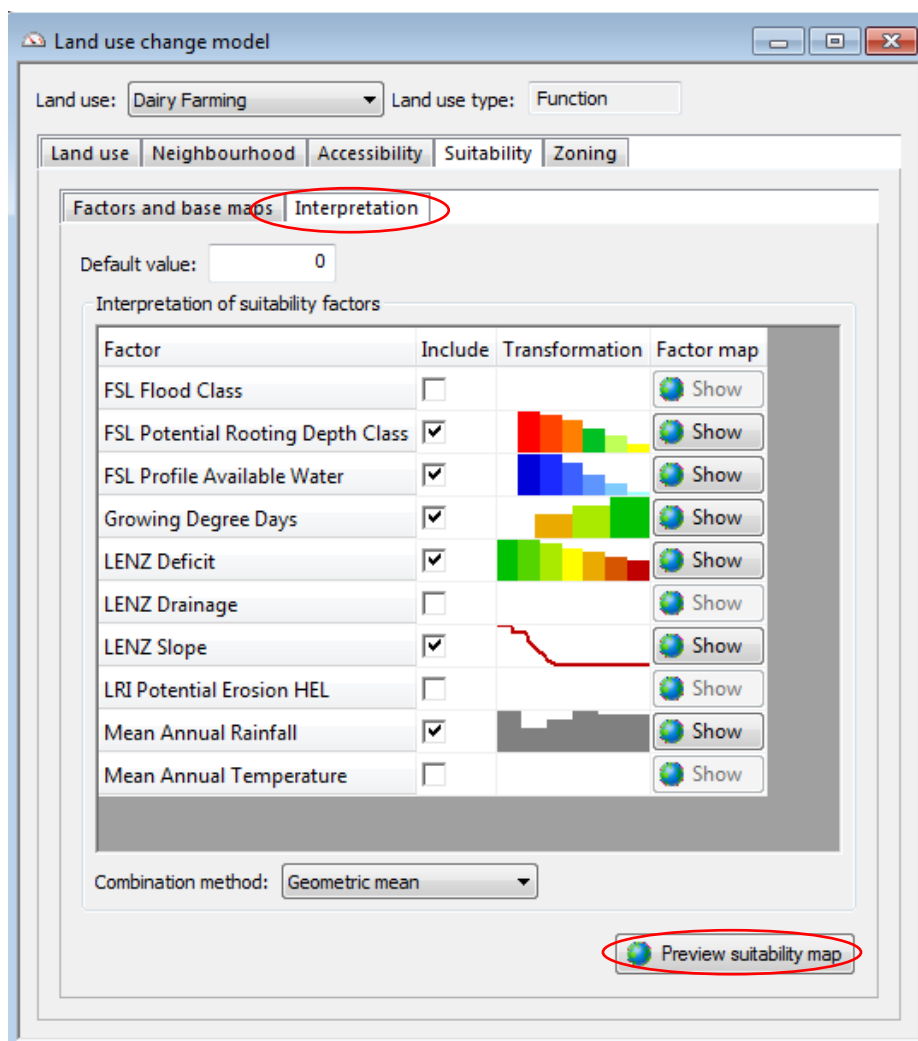 Land use change model
Land use: Dairy Farming Land use type: Function
Land use Neighbourhood Accessibility Suitability Zoning
Factors and base maps Interpretation
Default value: 0
Interpretation of suitability factors
Factor Include Transformation Factor map
FSL Flood Class Show
FSL Potential Rooting Depth Class Show
FSL Profile Available Water Show
Growing Degree Days Show
LENZ Deficit Show
LENZ Drainage Show
LENZ Slope Show
LRI Potential Erosion HEL Show
Mean Annual Rainfall Show
Mean Annual Temperature Show
Combination method: Geometric mean
Preview suitability map